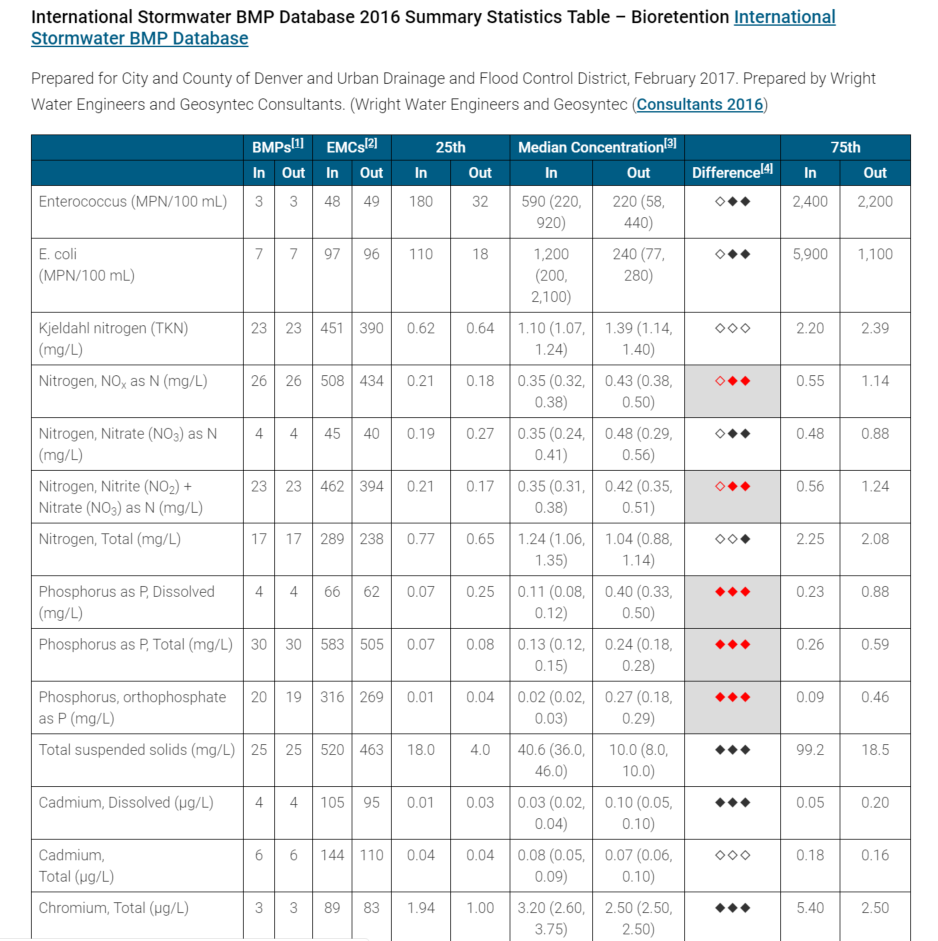 International Stormwater BMP Database 2016 Summary Statistics Table – Bioretention International
Stormwater BMP Database
Prepared for City and County of Denver and Urban Drainage and Flood Control District, February 2017. Prepared by Wright
Water Engineers and Geosyntec Consultants. (Wright Water Engineers and Geosyntec (Consultants 2016)
BMPs[1] EMCs[2] 25th Median Concentration[3] 75th
In Out In Out In Out In Out Difference[4] In Out
Enterococcus (MPN/100 mL) 3 3 48 49 180 32 590 (220, 220 (58, ◇◆◆ 2,400 2,200
920) 440)
E. coli 7 7 97 96 110 18 1,200 240 (77, ◇◆◆ 5,900 1,100
(MPN/100 mL) (200, 280)
2,100)
Kjeldahl nitrogen (TKN) 23 23 451 390 0.62 0.64 1.10 (1.07, 1.39 (1.14, ◇◇◇ 2.20 2.39
(mg/L) 1.24) 1.40)
Nitrogen, NOx as N (mg/L) 26 26 508 434 0.21 0.18 0.35 (0.32, 0.43 (0.38, ◇◆◆ 0.55 1.14
0.38) 0.50)
Nitrogen, Nitrate (NO3) as N 4 4 45 40 0.19 0.27 0.35 (0.24, 0.48 (0.29, ◇◆◆ 0.48 0.88
(mg/L) 0.41) 0.56)
Nitrogen, Nitrite (NO2) + 23 23 462 394 0.21 0.17 0.35 (0.31, 0.42 (0.35, ◇◆◆ 0.56 1.24
Nitrate (NO3) as N (mg/L) 0.38) 0.51)
Nitrogen, Total (mg/L) 17 17 289 238 0.77 0.65 1.24 (1.06, 1.04 (0.88, ◇◇◆ 2.25 2.08
1.35) 1.14)
Phosphorus as P, Dissolved 4 4 66 62 0.07 0.25 0.11 (0.08, 0.40 (0.33, ◆◆◆ 0.23 0.88
(mg/L) 0.12) 0.50)
Phosphorus as P, Total (mg/L) 30 30 583 505 0.07 0.08 0.13 (0.12, 0.24 (0.18, ◆◆◆ 0.26 0.59
0.15) 0.28)
Phosphorus, orthophosphate 20 19 316 269 0.01 0.04 0.02 (0.02, 0.27 (0.18, ◆◆◆ 0.09 0.46
as P (mg/L) 0.03) 0.29)
Total suspended solids (mg/L) 25 25 520 463 18.0 4.0 40.6 (36.0, 10.0 (8.0, ◆◆◆ 99.2 18.5
46.0) 10.0)
Cadmium, Dissolved (μg/L) 4 4 105 95 0.01 0.03 0.03 (0.02, 0.10 (0.05, ◆◆◆ 0.05 0.20
0.04) 0.10)
Cadmium, 6 6 144 110 0.04 0.04 0.08 (0.05, 0.07 (0.06, ◇◇◇ 0.18 0.16
Total (μg/L) 0.09) 0.10)
Chromium, Total (μg/L) 3 3 89 83 1.94 1.00 3.20 (2.60, 2.50 (2.50, ◆◆◆ 5.40 2.50
3.75) 2.50)